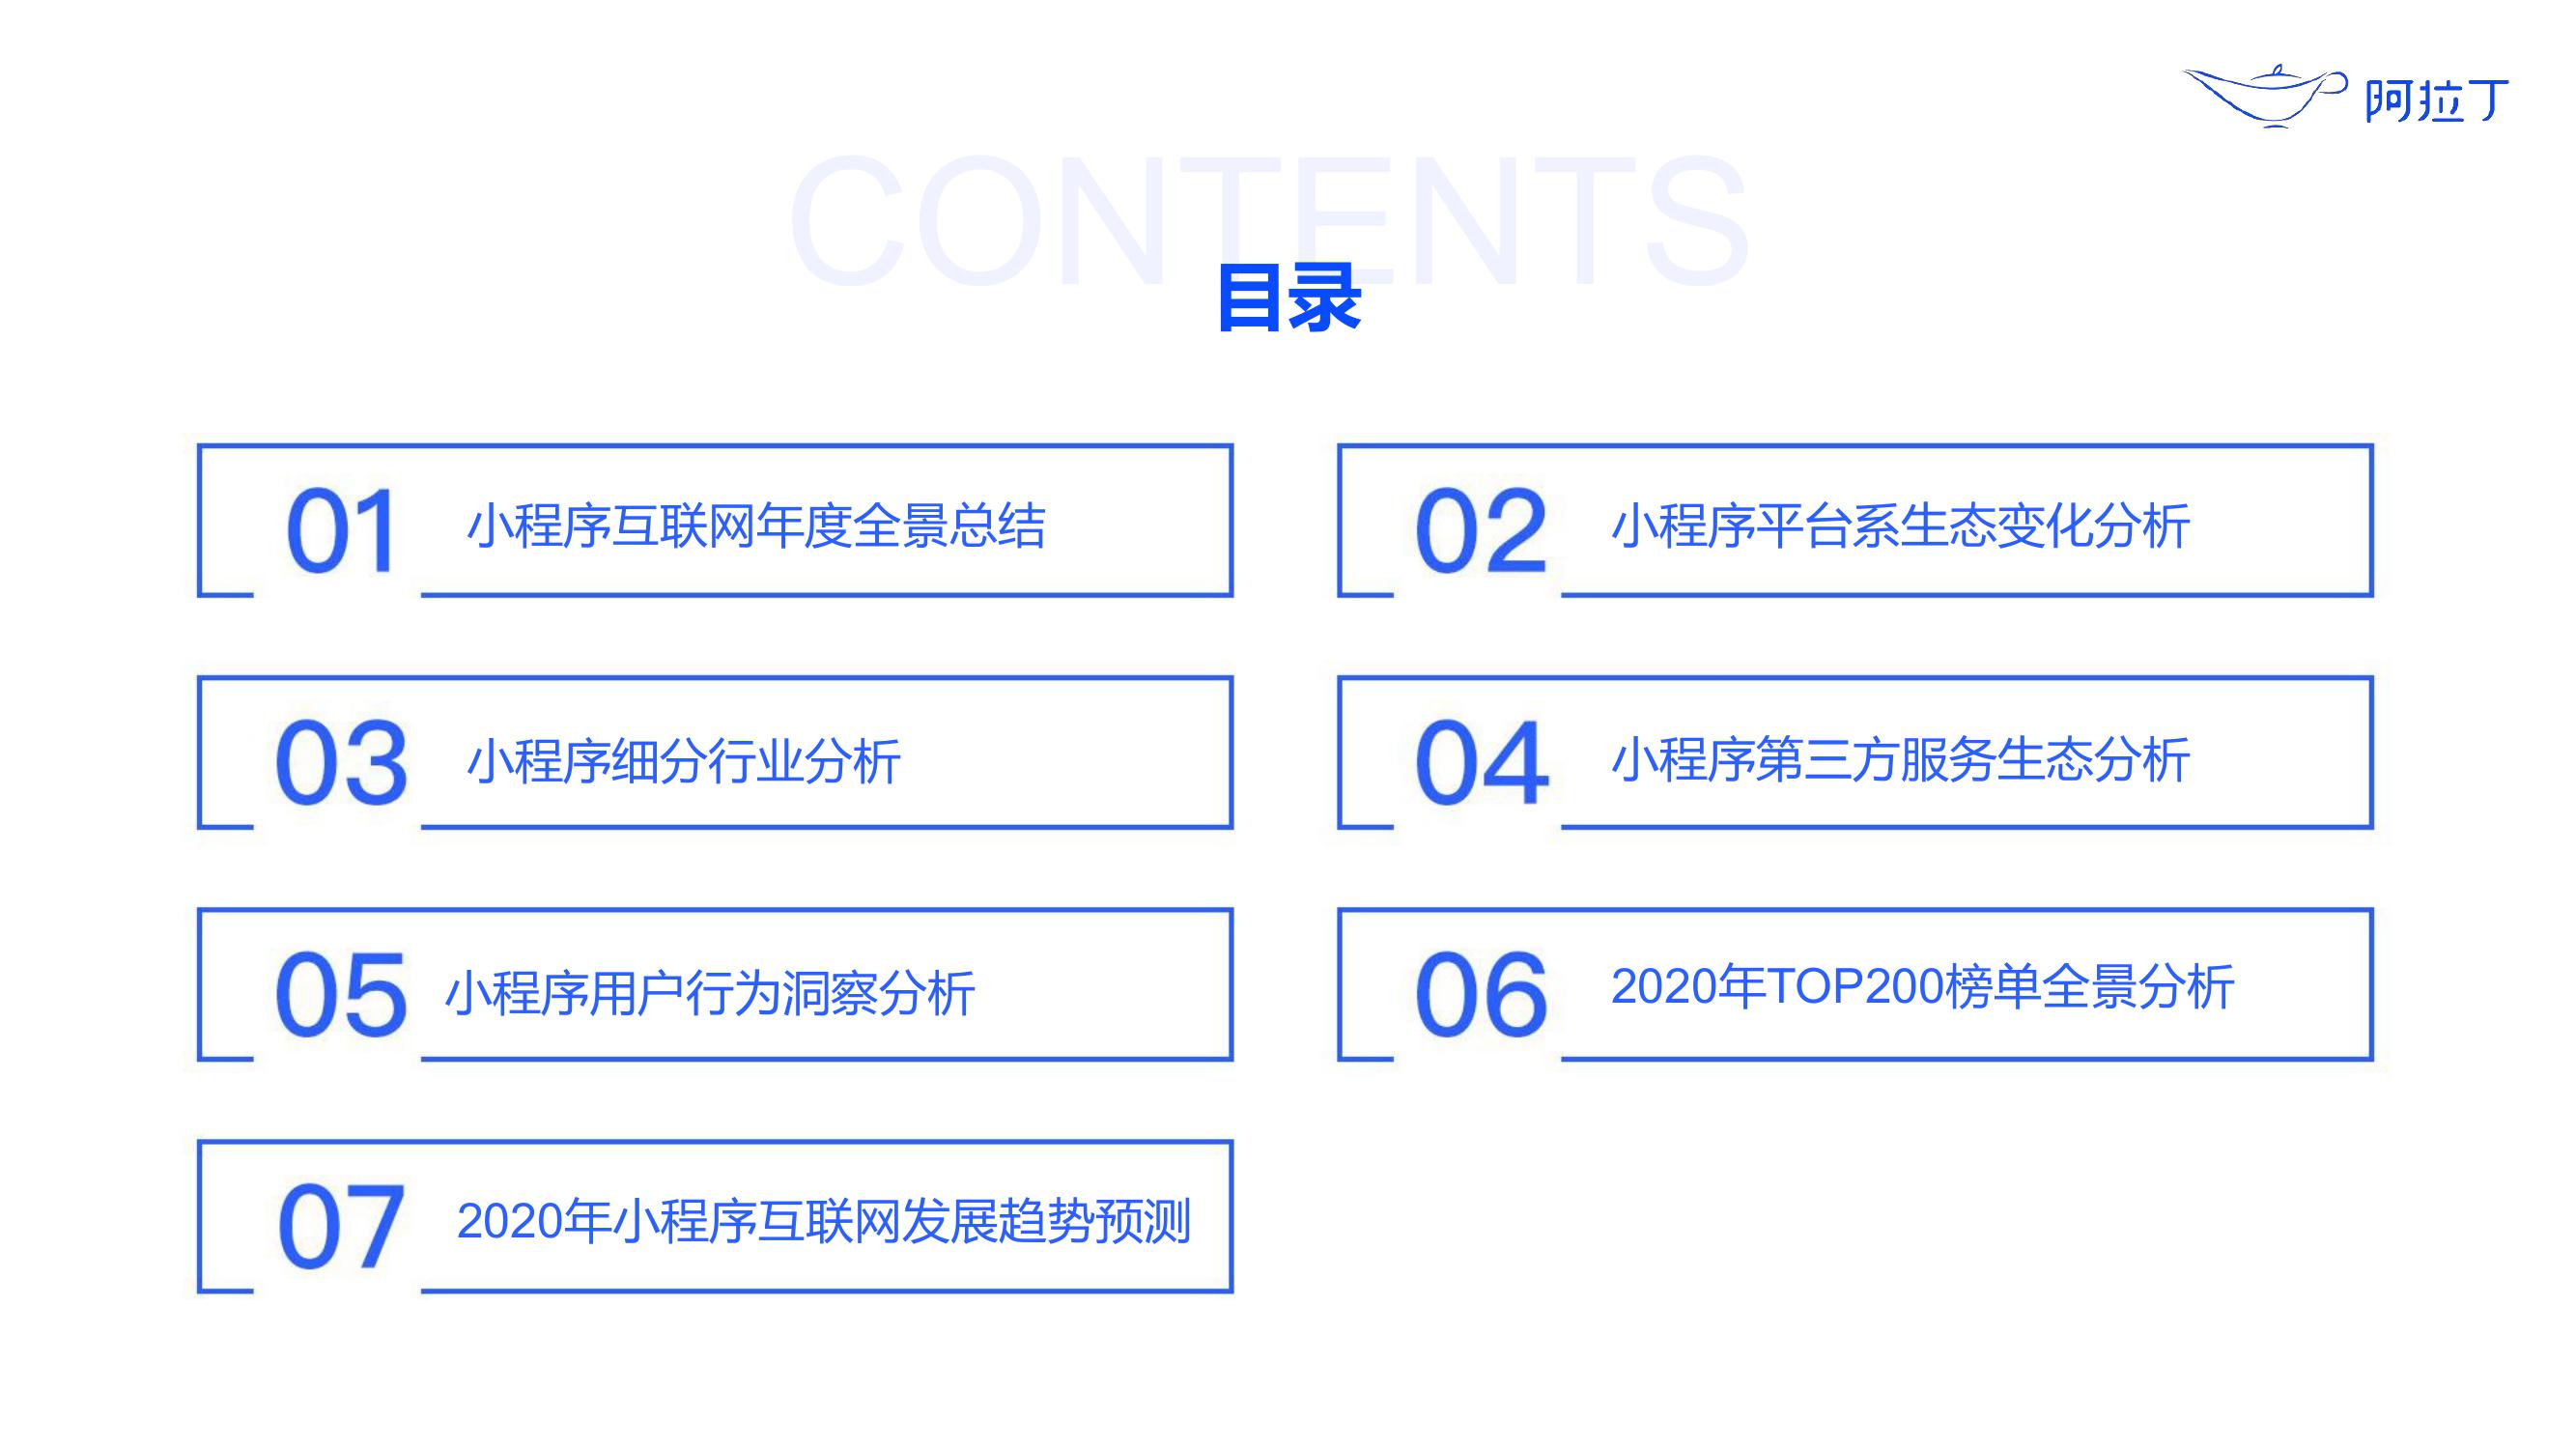 阿拉丁
CONTENTS
目录
01 小程序互联网年度全景总结
02 小程序平台系生态变化分析
03 小程序细分行业分析
04 小程序第三方服务生态分析
05 小程序用户行为洞察分析
06 2020年TOP200榜单全景分析
07 2020年小程序互联网发展趋势预测